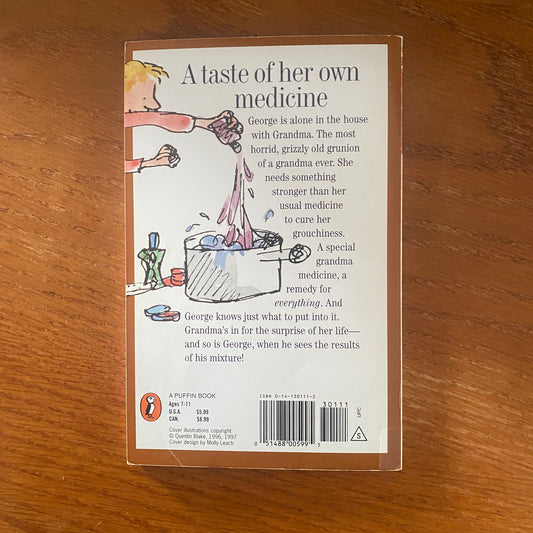 A taste of her own
medicine
George is alone in the house
with Grandma. The most
horrid, grizzly old grunion
of a grandma ever. She
needs something
stronger than her
usual medicine
to cure her
grouchiness.
A special
grandma
medicine, a
remedy for
everything. And
George knows just what to put into it.
Grandma's in for the surprise of her life—
and so is George, when he sees the results
of his mixture!
A PUFFIN BOOK
Ages 7-11
U.S.A. $5.99
CAN. $8.99
Cover illustrations copyright
© Quentin Blake, 1996, 1997
Cover design by Molly Leach
ISBN 0-14-130111-2
30111
UPC
0 51488 00599 5
S